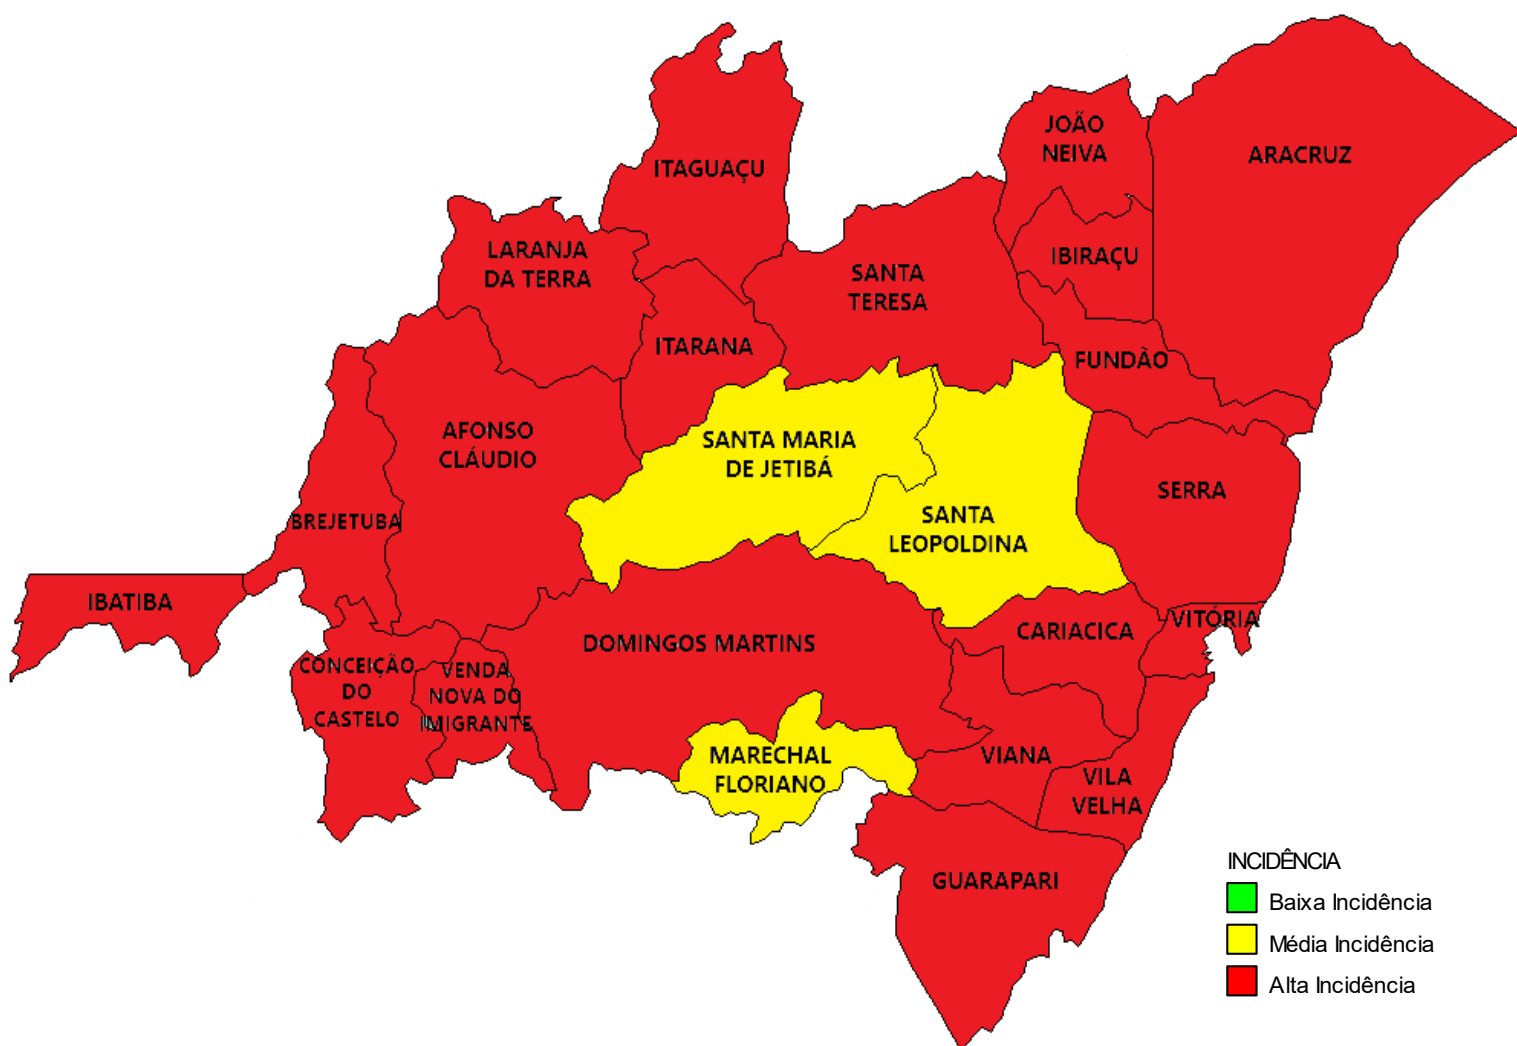 JOÃO
NEIVA
ARACRUZ
ITAGUAÇU
LARANJA
DA TERRA
SANTA
TERESA
IBIRAÇU
ITARANA
FUNDÃO
AFONSO
CLÁUDIO
SANTA MARIA
DE JETIBÁ
SERRA
BREJETUBA
SANTA
LEOPOLDINA
IBATIBA
VITÓRIA
CARIACICA
DOMINGOS MARTINS
CONCEIÇÃO
DO
CASTELO
VENDA
NOVA DO
IMIGRANTE
MARECHAL
FLORIANO
VIANA
VILA
VELHA
GUARAPARI
INCIDÊNCIA
Baixa Incidência
Média Incidência
Alta Incidência